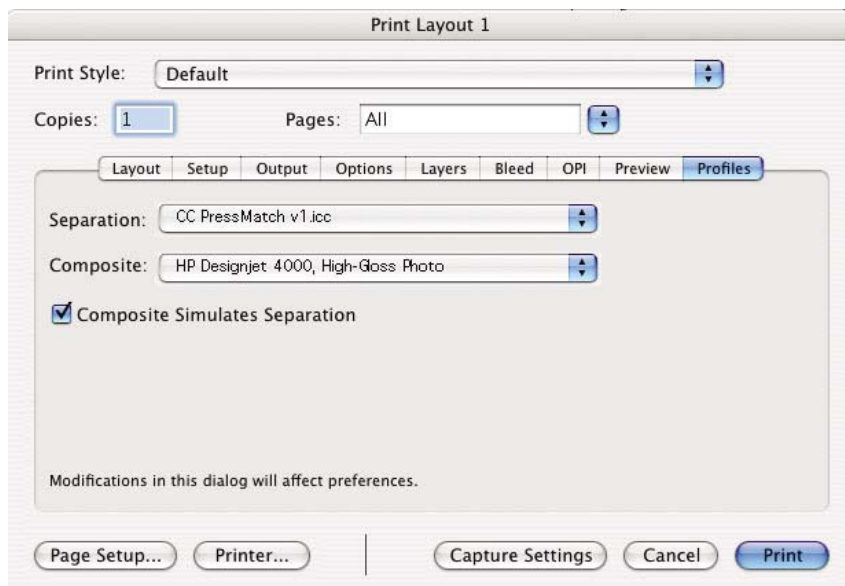 Print Layout 1
Print Style: Default
Copies: 1 Pages: All
Layout Setup Output Options Layers Bleed OPI Preview Profiles
Separation: CC PressMatch v1.icc
Composite: HP Designjet 4000, High-Gloss Photo
Composite Simulates Separation
Modifications in this dialog will affect preferences.
Page Setup... Printer... Capture Settings Cancel Print